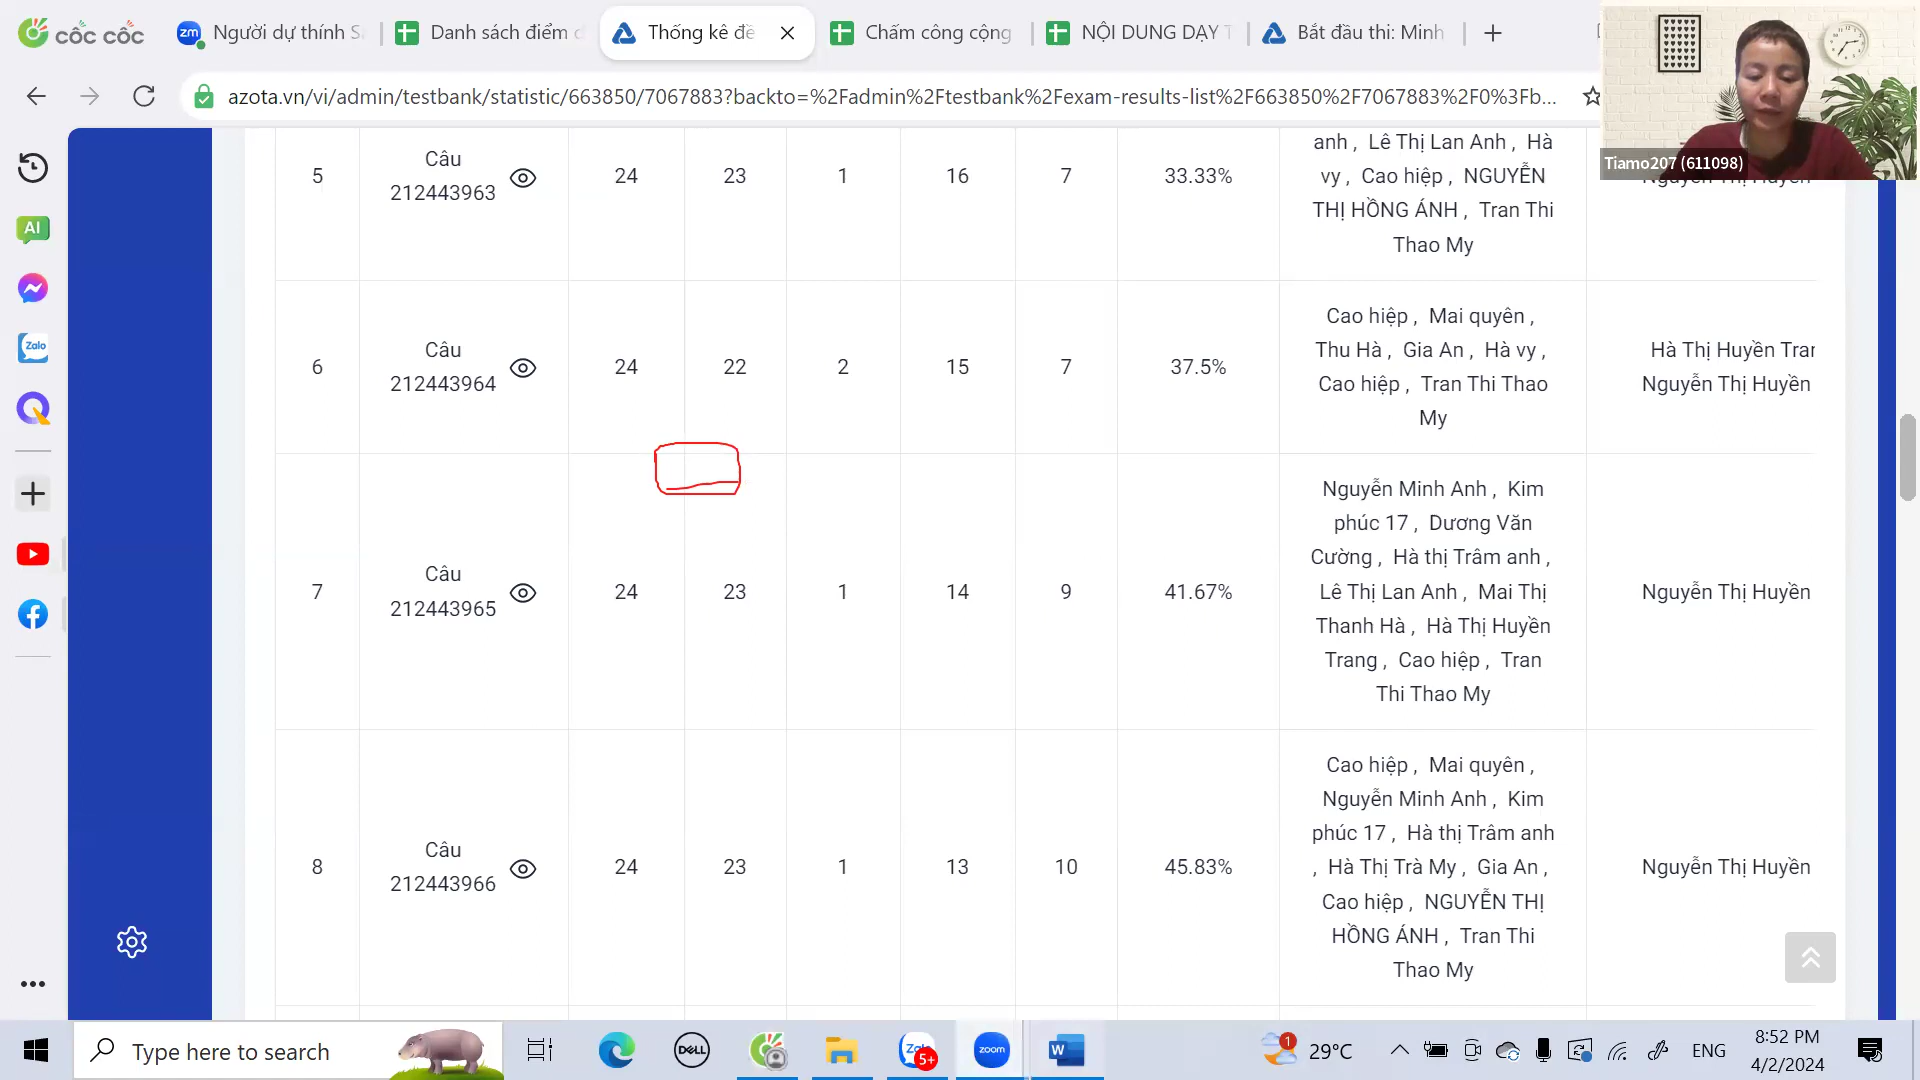 cốc cốc
zm Người dự thính
Danh sách điểm
Thống kê đề
Chấm công cộng
NỘI DUNG DẠY
Bắt đầu thi: Minh
azota.vn/vi/admin/testbank/statistic/663850/7067883?backto=%2Fadmin%2Ftestbank%2Fexam-results-list%2F663850%2F7067883%2F0%3Fb...
Tiamo207 (611098)
AI
Zalo
5
Câu
212443963
24
23
1
16
7
33.33%
anh , Lê Thị Lan Anh , Hà
vy , Cao hiệp , NGUYỄN
THỊ HỒNG ÁNH , Tran Thi
Thao My
6
Câu
212443964
24
22
2
15
7
37.5%
Cao hiệp , Mai quyên ,
Thu Hà , Gia An , Hà vy ,
Cao hiệp , Tran Thi Thao
My
Hà Thị Huyền Tran
Nguyễn Thị Huyền
7
Câu
212443965
24
23
1
14
9
41.67%
Nguyễn Minh Anh , Kim
phúc 17 , Dương Văn
Cường , Hà thị Trâm anh ,
Lê Thị Lan Anh , Mai Thị
Thanh Hà , Hà Thị Huyền
Trang , Cao hiệp , Tran
Thi Thao My
Nguyễn Thị Huyền
8
Câu
212443966
24
23
1
13
10
45.83%
Cao hiệp , Mai quyên ,
Nguyễn Minh Anh , Kim
phúc 17 , Hà thị Trâm anh
, Hà Thị Trà My , Gia An ,
Cao hiệp , NGUYỄN THỊ
HỒNG ÁNH , Tran Thi
Thao My
Nguyễn Thị Huyền
Type here to search
DELL
5+
zoom
W
1
29°C
ENG
8:52 PM
4/2/2024